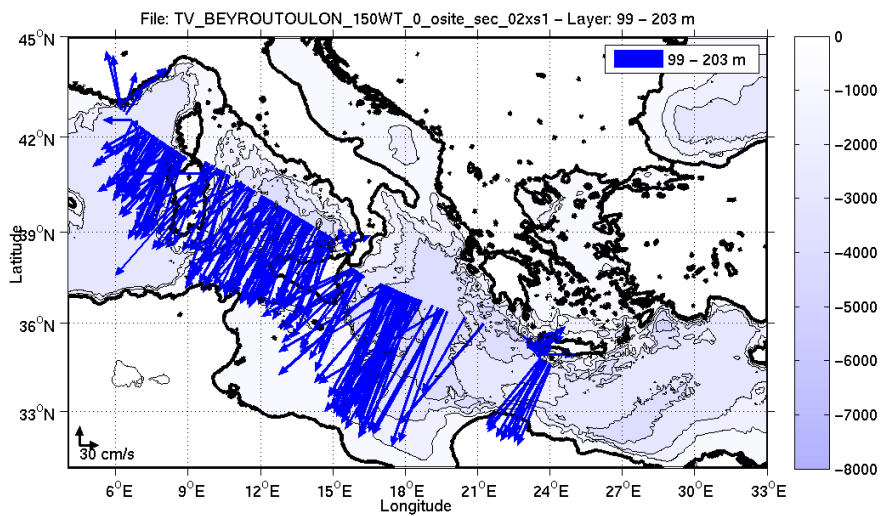 File: TV_BEYROUTOULON_150WT_0_osite_sec_02xs1 – Layer: 99 – 203 m
99 – 203 m
45°N
42°N
39°N
36°N
33°N
Latitude
30 cm/s
6°E 9°E 12°E 15°E 18°E 21°E 24°E 27°E 30°E 33°E
Longitude
0
−1000
−2000
−3000
−4000
−5000
−6000
−7000
−8000